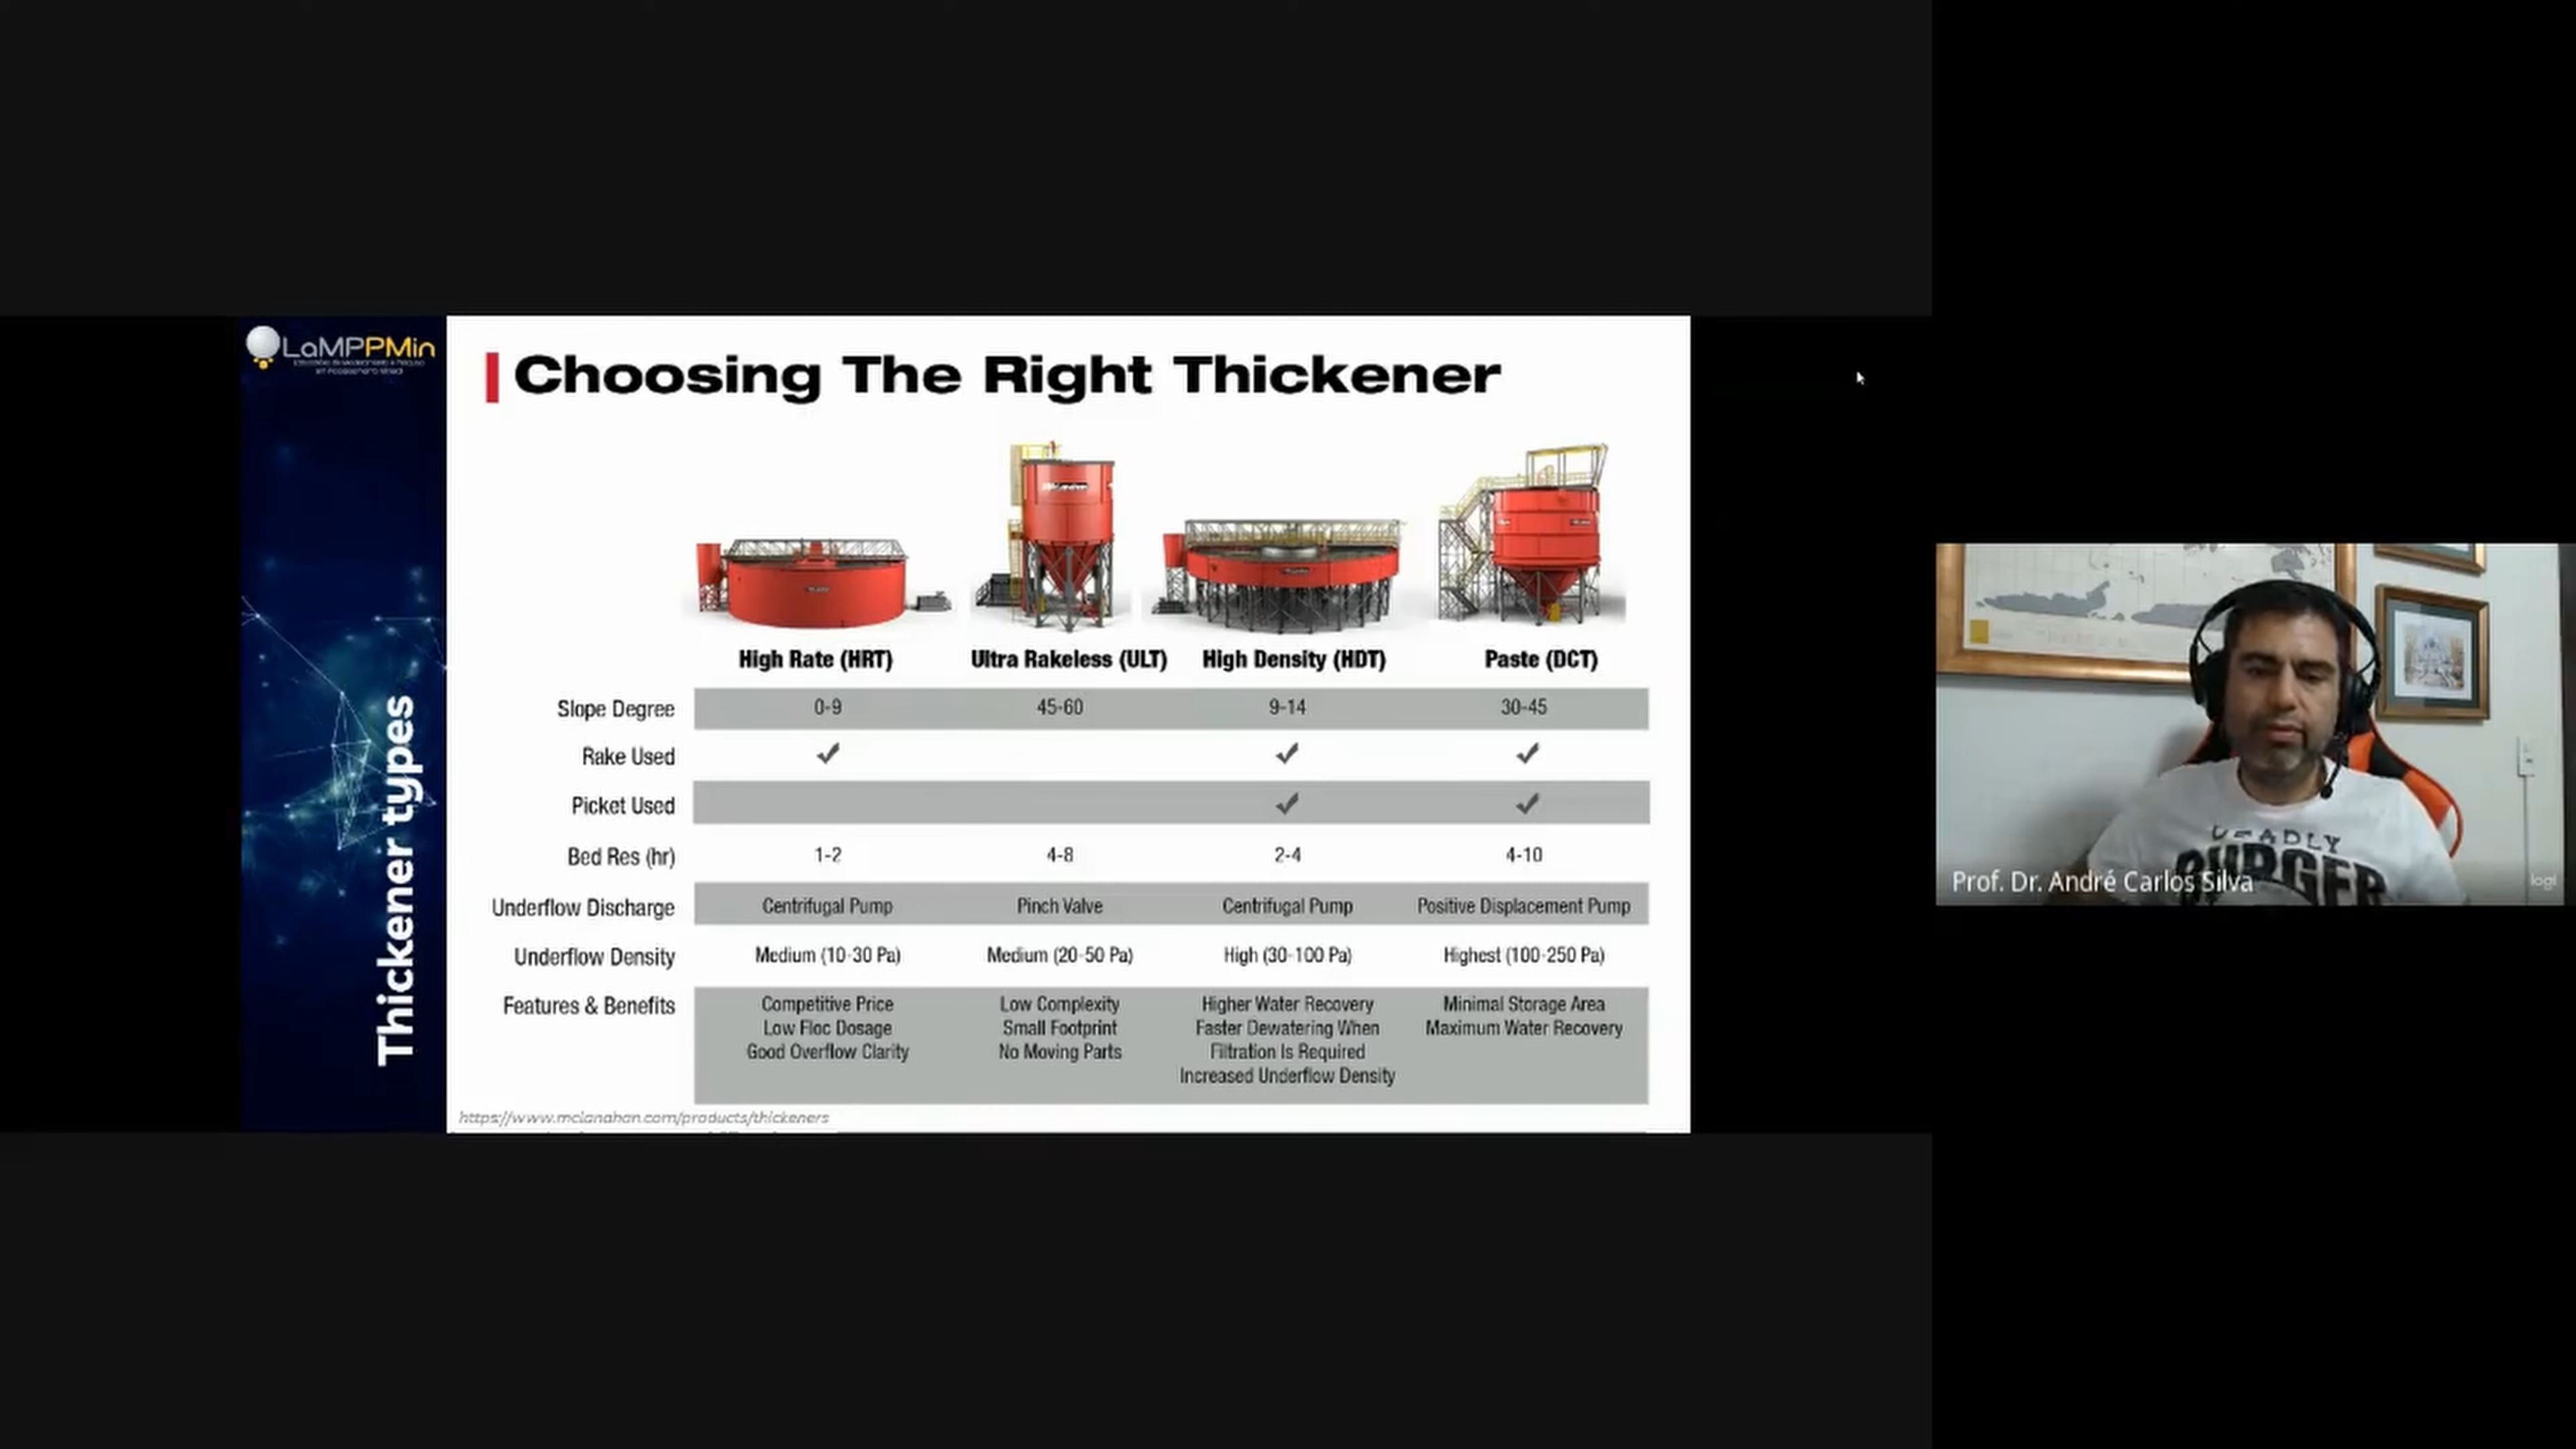 LaMPPMin
Thickener types
Choosing The Right Thickener
High Rate (HRT) Ultra Rakeless (ULT) High Density (HDT) Paste (DCT)
Slope Degree 0-9 45-60 9-14 30-45
Rake Used ✓ ✓ ✓
Picket Used ✓ ✓
Bed Res (hr) 1-2 4-8 2-4 4-10
Underflow Discharge Centrifugal Pump Pinch Valve Centrifugal Pump Positive Displacement Pump
Underflow Density Medium (10-30 Pa) Medium (20-50 Pa) High (30-100 Pa) Highest (100-250 Pa)
Features & Benefits Competitive Price Low Complexity Higher Water Recovery Minimal Storage Area
Low Floc Dosage Small Footprint Faster Dewatering When Maximum Water Recovery
Good Overflow Clarity No Moving Parts Filtration Is Required
Increased Underflow Density
https://www.mclanahan.com/products/thickeners
DEADLY
BURGER
Prof. Dr. André Carlos Silva
logi